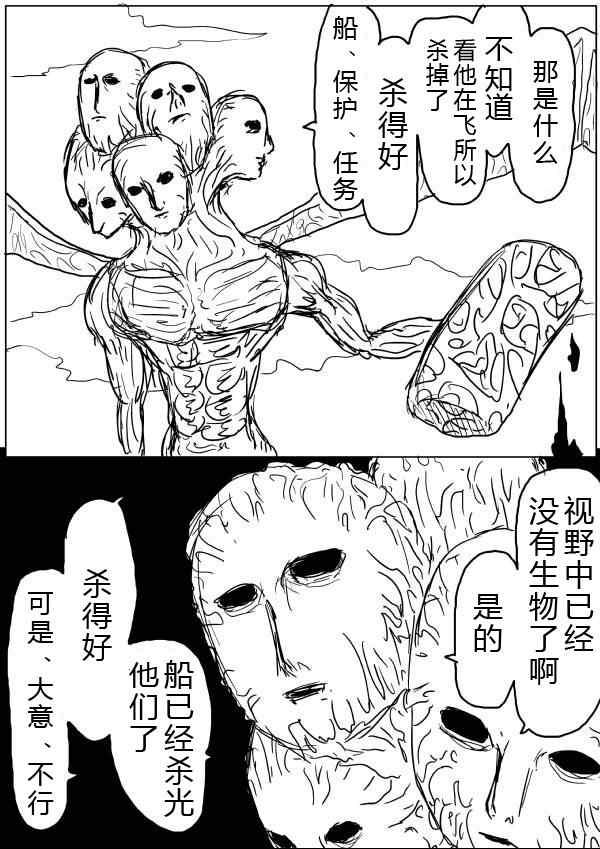 那是什么
不知道
看他在飞所以
杀掉了
杀得好
船、保护、任务
视野中已经
没有生物了啊
是的
船已经杀光
他们了
杀得好
可是、大意、不行